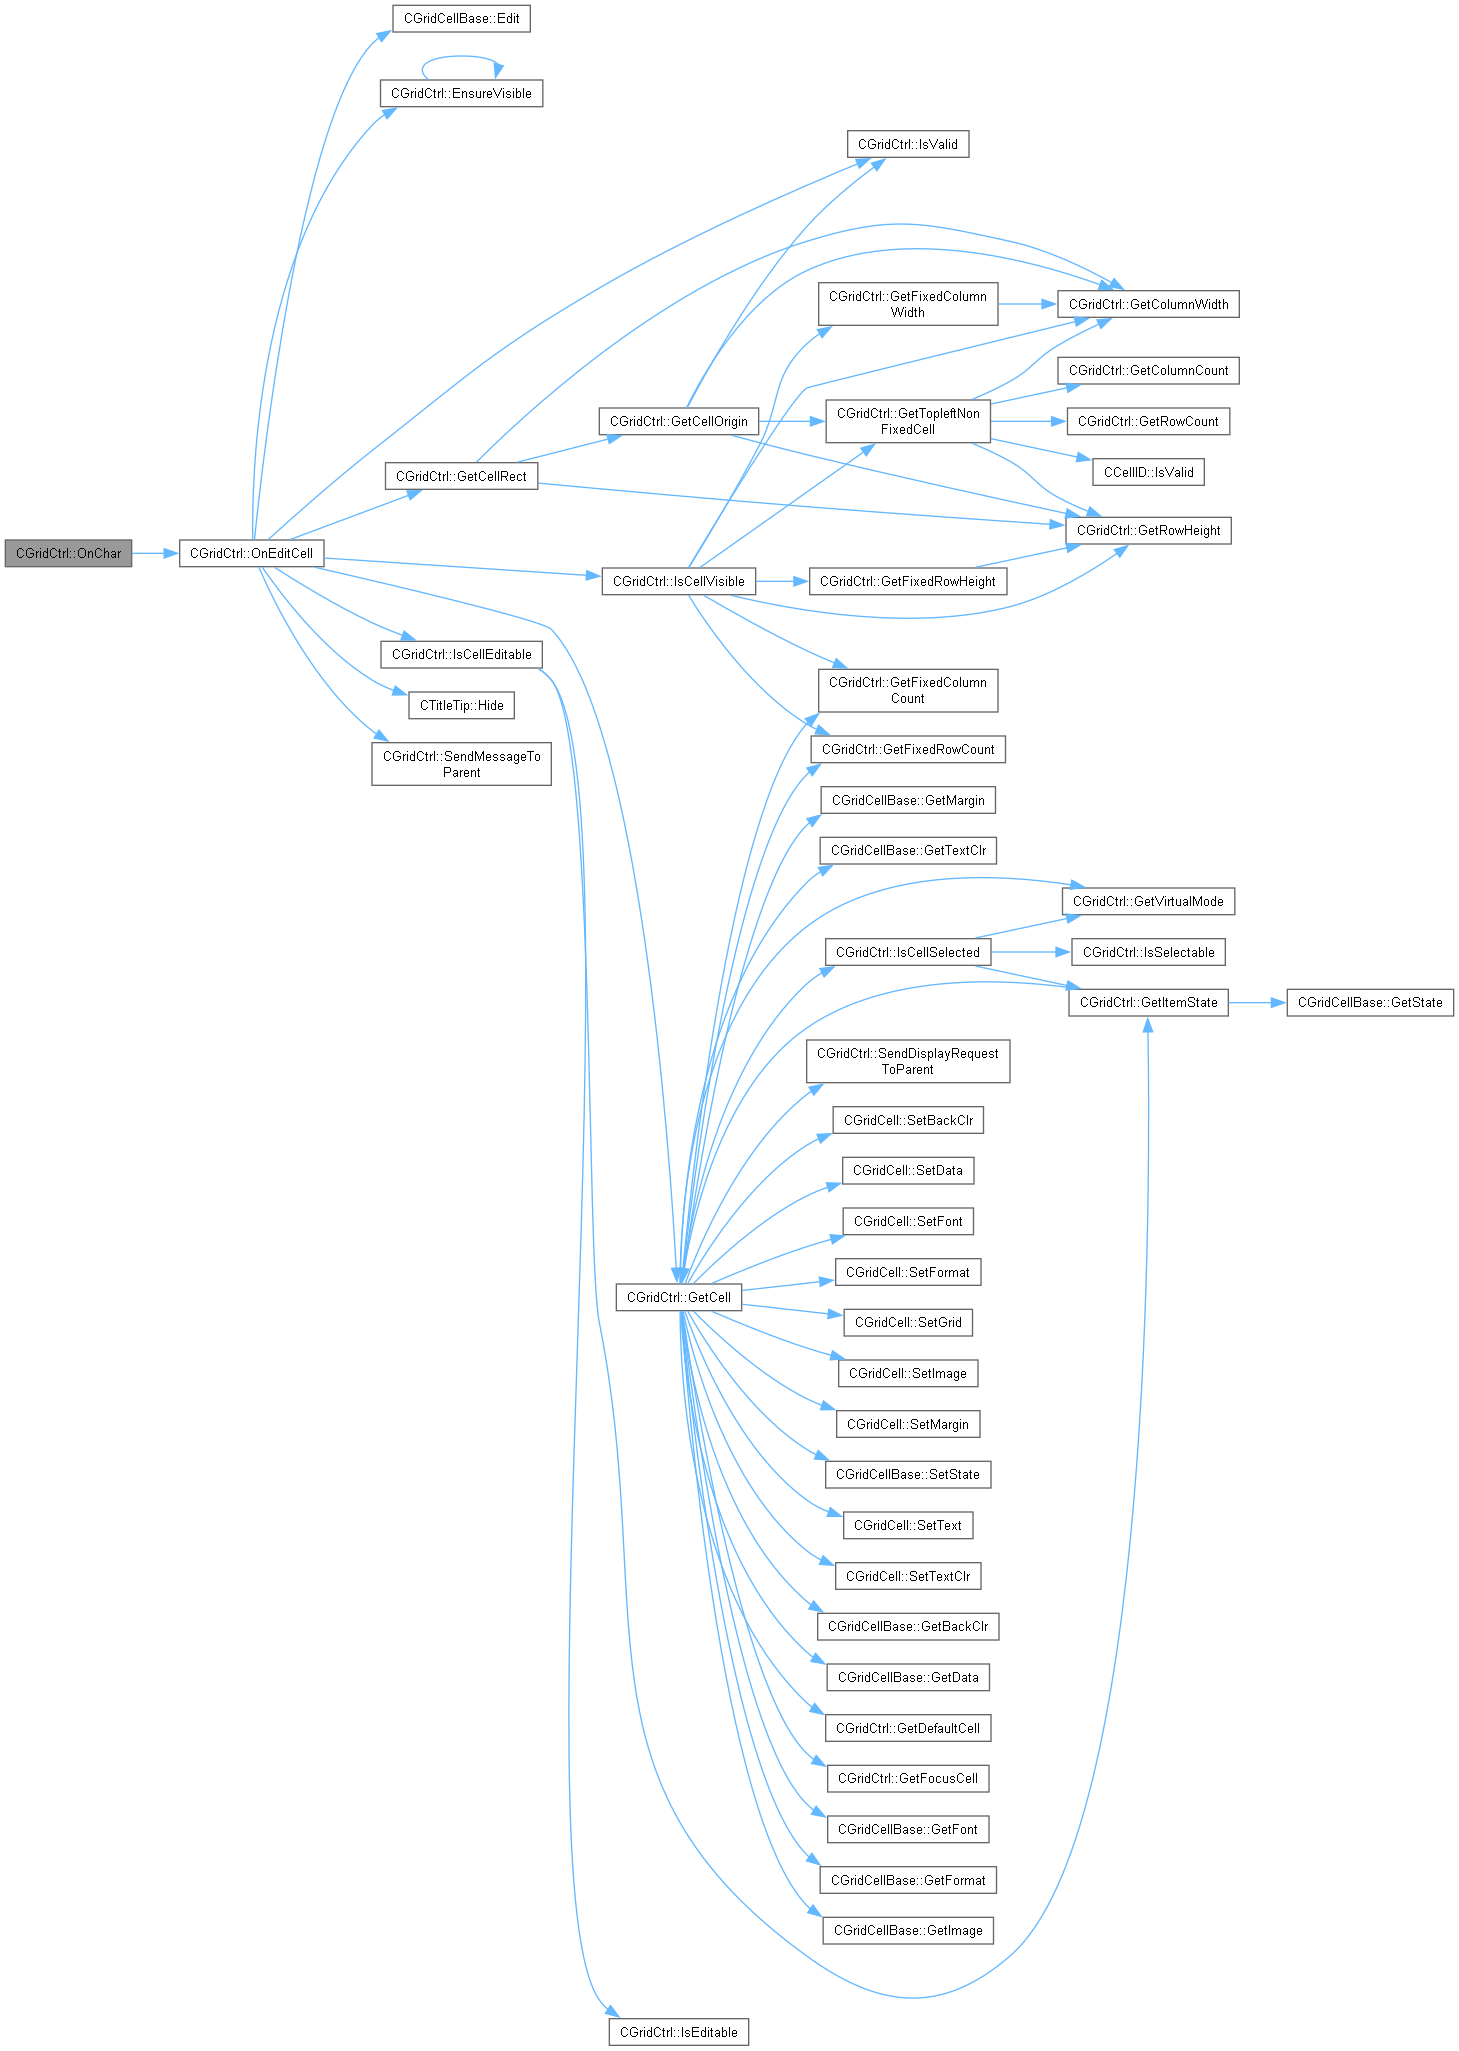 CGridCellBase::Edit
CGridCtrl::EnsureVisible
CGridCtrl::IsValid
CGridCtrl::GetFixedColumn
Width
CGridCtrl::GetColumnWidth
CGridCtrl::GetColumnCount
CGridCtrl::GetCellOrigin
CGridCtrl::GetTopleftNon
FixedCell
CGridCtrl::GetRowCount
CGridCtrl::GetCellRect
CCellID::IsValid
CGridCtrl::GetRowHeight
CGridCtrl::OnChar
CGridCtrl::OnEditCell
CGridCtrl::IsCellVisible
CGridCtrl::GetFixedRowHeight
CGridCtrl::IsCellEditable
CGridCtrl::GetFixedColumn
Count
CTitleTip::Hide
CGridCtrl::GetFixedRowCount
CGridCtrl::SendMessageTo
Parent
CGridCellBase::GetMargin
CGridCellBase::GetTextClr
CGridCtrl::GetVirtualMode
CGridCtrl::IsCellSelected
CGridCtrl::IsSelectable
CGridCtrl::GetItemState
CGridCellBase::GetState
CGridCtrl::SendDisplayRequest
ToParent
CGridCell::SetBackClr
CGridCell::SetData
CGridCell::SetFont
CGridCell::SetFormat
CGridCtrl::GetCell
CGridCell::SetGrid
CGridCell::SetImage
CGridCell::SetMargin
CGridCellBase::SetState
CGridCell::SetText
CGridCell::SetTextClr
CGridCellBase::GetBackClr
CGridCellBase::GetData
CGridCtrl::GetDefaultCell
CGridCtrl::GetFocusCell
CGridCellBase::GetFont
CGridCellBase::GetFormat
CGridCellBase::GetImage
CGridCtrl::IsEditable